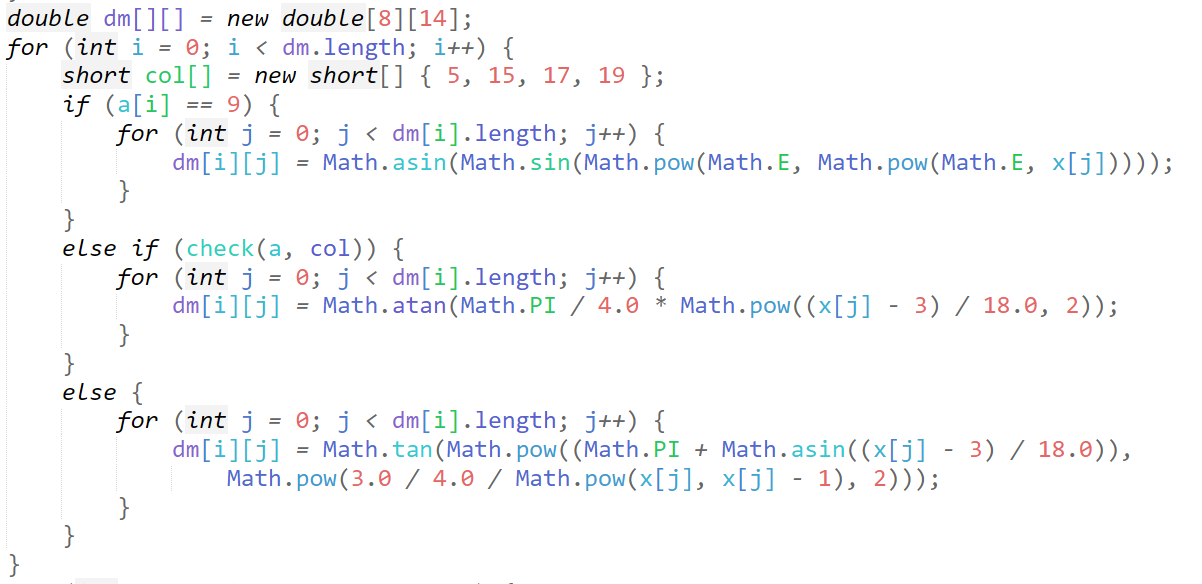 double dm[][] = new double[8][14];
for (int i = 0; i < dm.length; i++) {
short col[] = new short[] { 5, 15, 17, 19 };
if (a[i] == 9) {
for (int j = 0; j < dm[i].length; j++) {
dm[i][j] = Math.asin(Math.sin(Math.pow(Math.E, Math.pow(Math.E, x[j]))));
}
}
else if (check(a, col)) {
for (int j = 0; j < dm[i].length; j++) {
dm[i][j] = Math.atan(Math.PI / 4.0 * Math.pow((x[j] - 3) / 18.0, 2));
}
}
else {
for (int j = 0; j < dm[i].length; j++) {
dm[i][j] = Math.tan(Math.pow((Math.PI + Math.asin((x[j] - 3) / 18.0)),
Math.pow(3.0 / 4.0 / Math.pow(x[j], x[j] - 1), 2)));
}
}
}